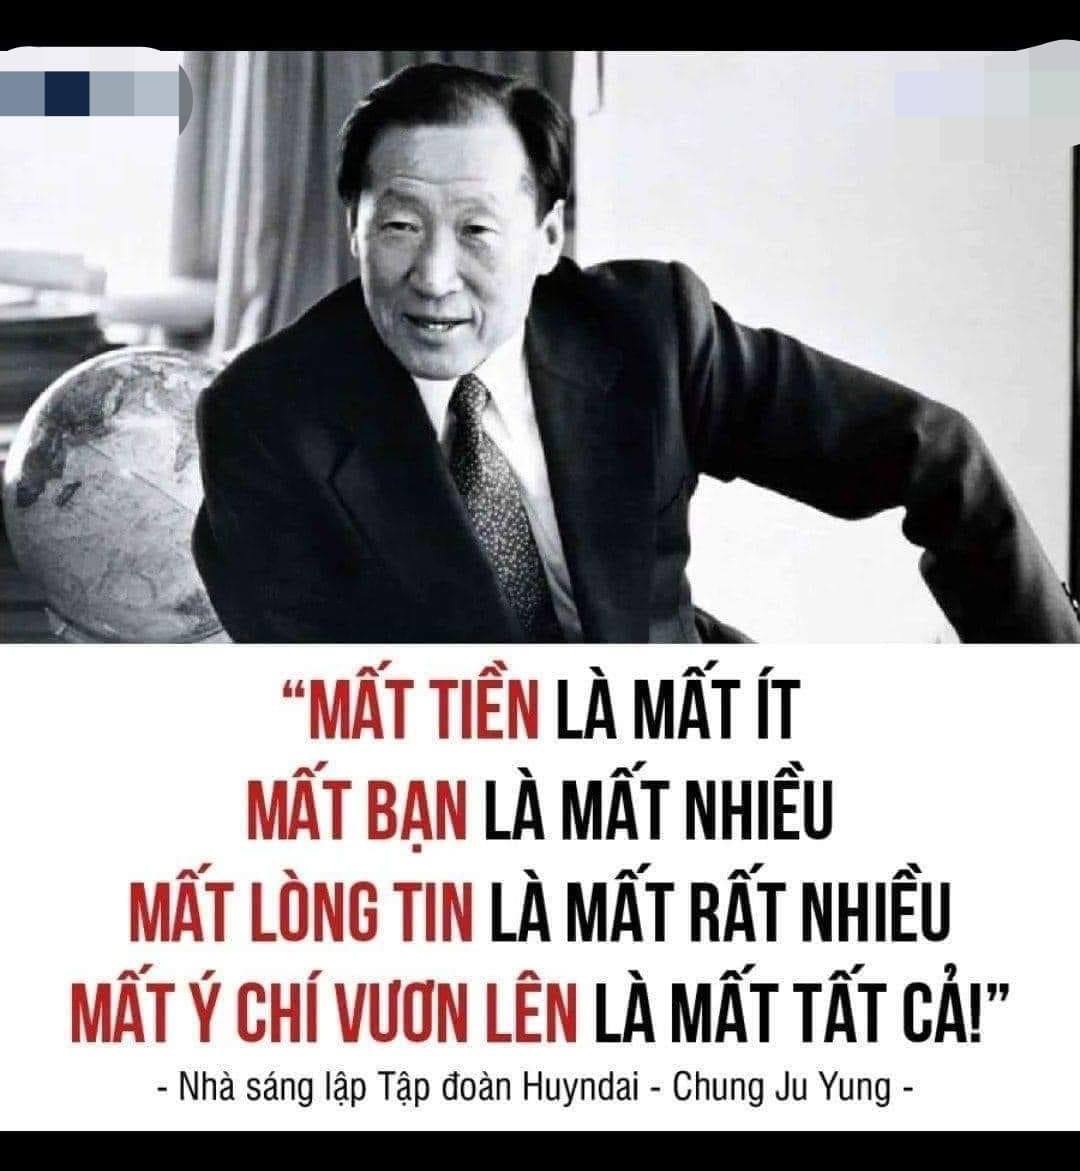 “MẤT TIỀN LÀ MẤT ÍT
MẤT BẠN LÀ MẤT NHIỀU
MẤT LÒNG TIN LÀ MẤT RẤT NHIỀU
MẤT Ý CHÍ VƯƠN LÊN LÀ MẤT TẤT CẢ!”
- Nhà sáng lập Tập đoàn Huyndai - Chung Ju Yung -